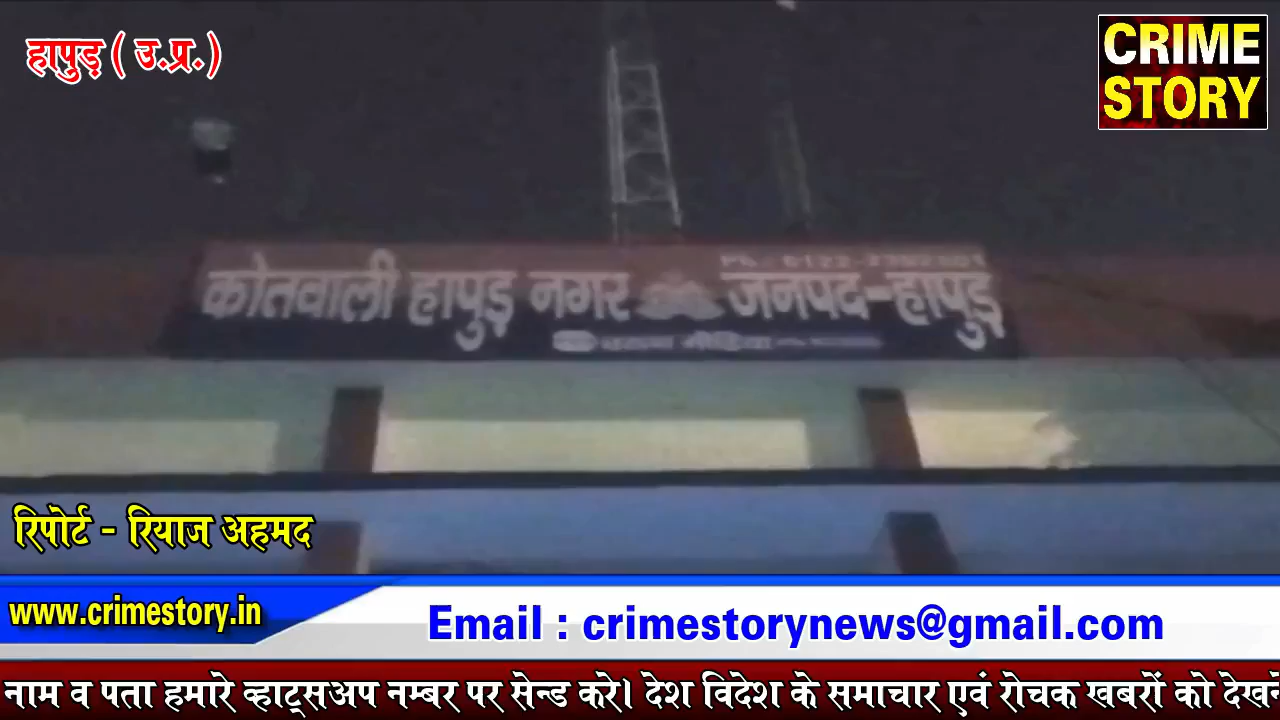 हापुड़ ( उ.प्र. )
CRIME
STORY
कोतवाली हापुड़ नगर जनपद-हापुड़
रिपोर्ट - रियाज अहमद
www.crimestory.in
Email : crimestorynews@gmail.com
नाम व पता हमारे व्हाट्सअप नम्बर पर सेन्ड करे। देश विदेश के समाचार एवं रोचक खबरों को देखने